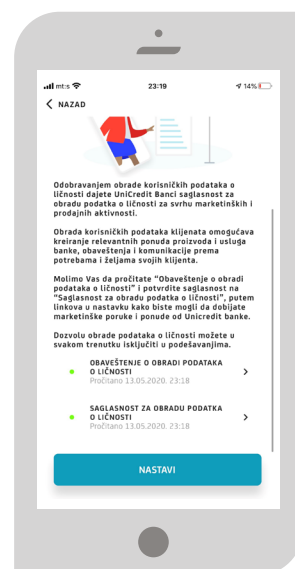 mt:s 23:19 14%
NAZAD
Odobravanjem obrade korisničkih podataka o
ličnosti dajete UniCredit Banci saglasnost za
obradu podatka o ličnosti za svrhu marketinških i
prodajnih aktivnosti.
Obrada korisničkih podataka klijenata omogućava
kreiranje relevantnih ponuda proizvoda i usluga
banke, obaveštenja i komunikacije prema
potrebama i željama svojih klijenta.
Molimo Vas da pročitate “Obaveštenje o obradi
podataka o ličnosti” i potvrdite saglasnost na
“Saglasnost za obradu podatka o ličnosti”, putem
linkova u nastavku kako biste mogli da dobijate
marketinške poruke i ponude od Unicredit banke.
Dozvolu obrade podataka o ličnosti možete u
svakom trenutku isključiti u podešavanjima.
OBAVEŠTENJE O OBRADI PODATAKA
O LIČNOSTI
Pročitano 13.05.2020. 23:18
SAGLASNOST ZA OBRADU PODATKA
O LIČNOSTI
Pročitano 13.05.2020. 23:18
NASTAVI